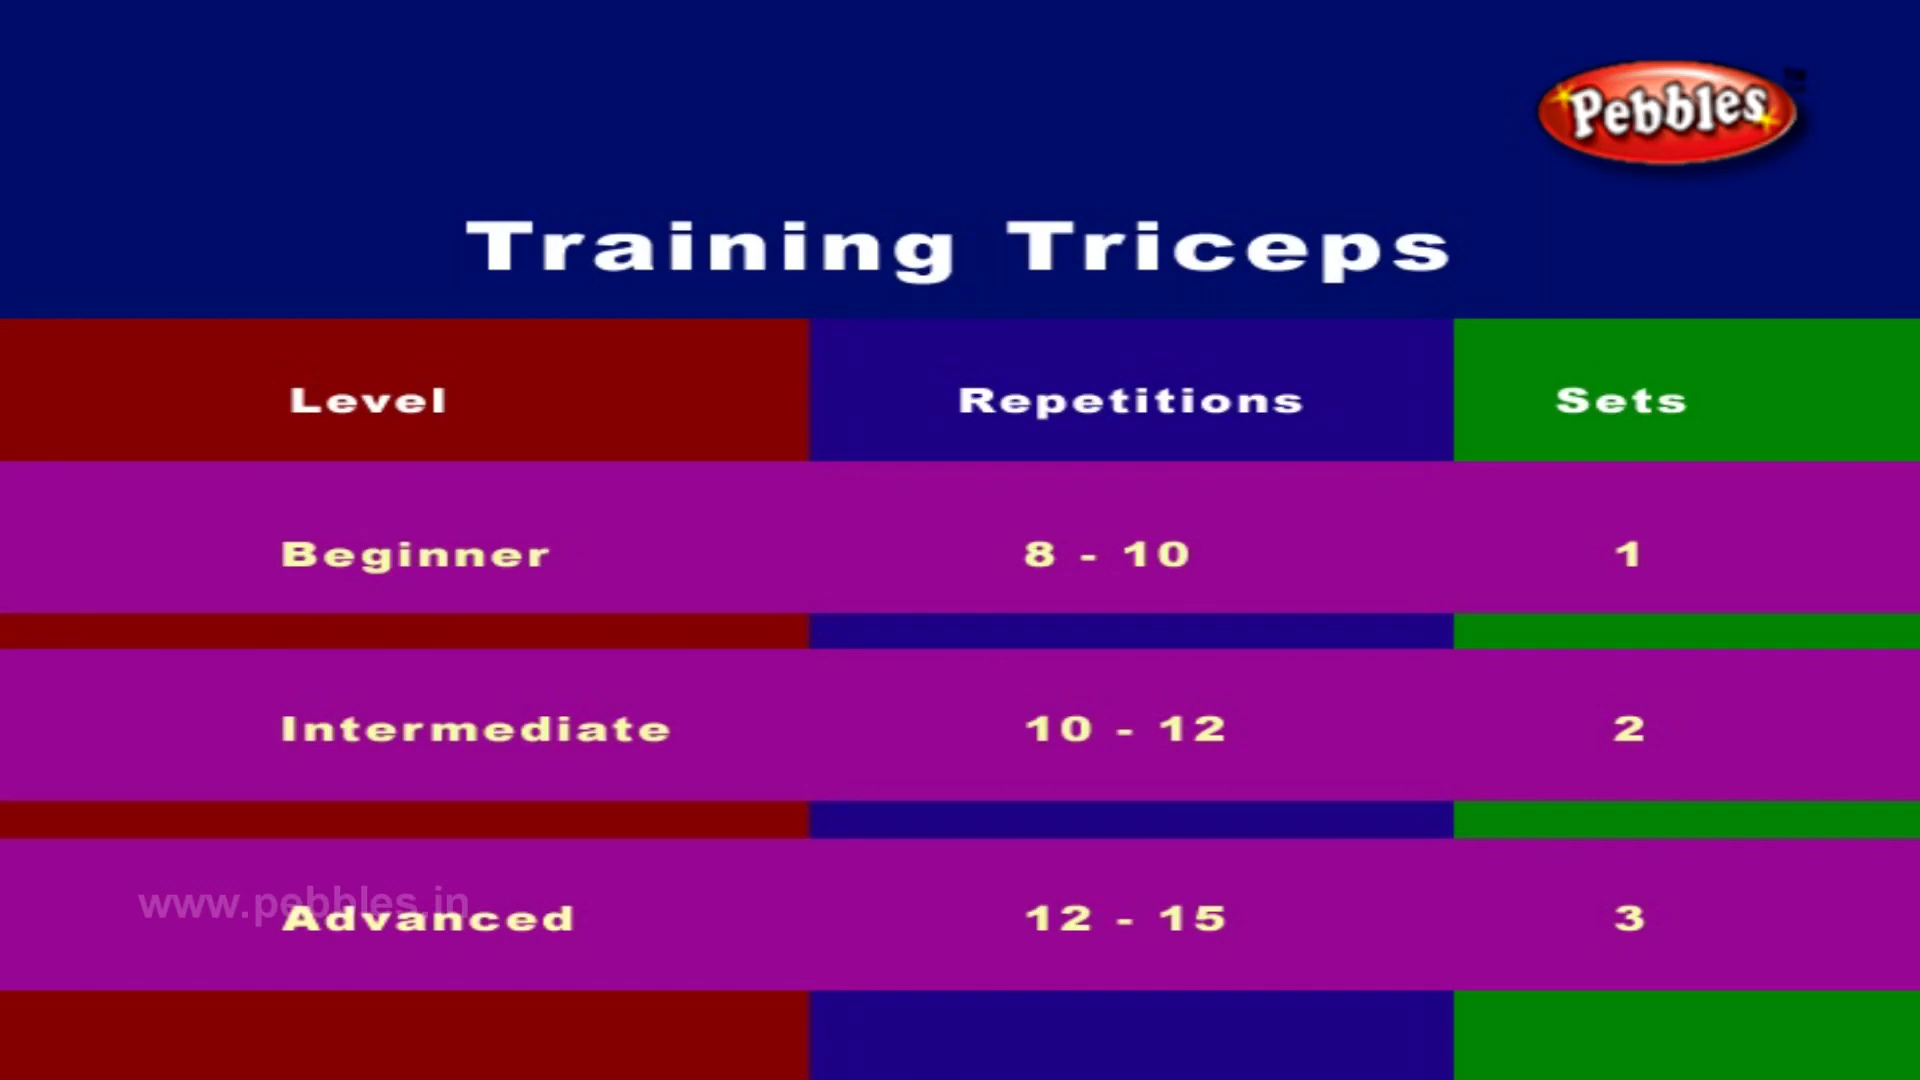 Pebbles
Training Triceps
Level Repetitions Sets
Beginner 8 - 10 1
Intermediate 10 - 12 2
www.pebbles.in
Advanced 12 - 15 3